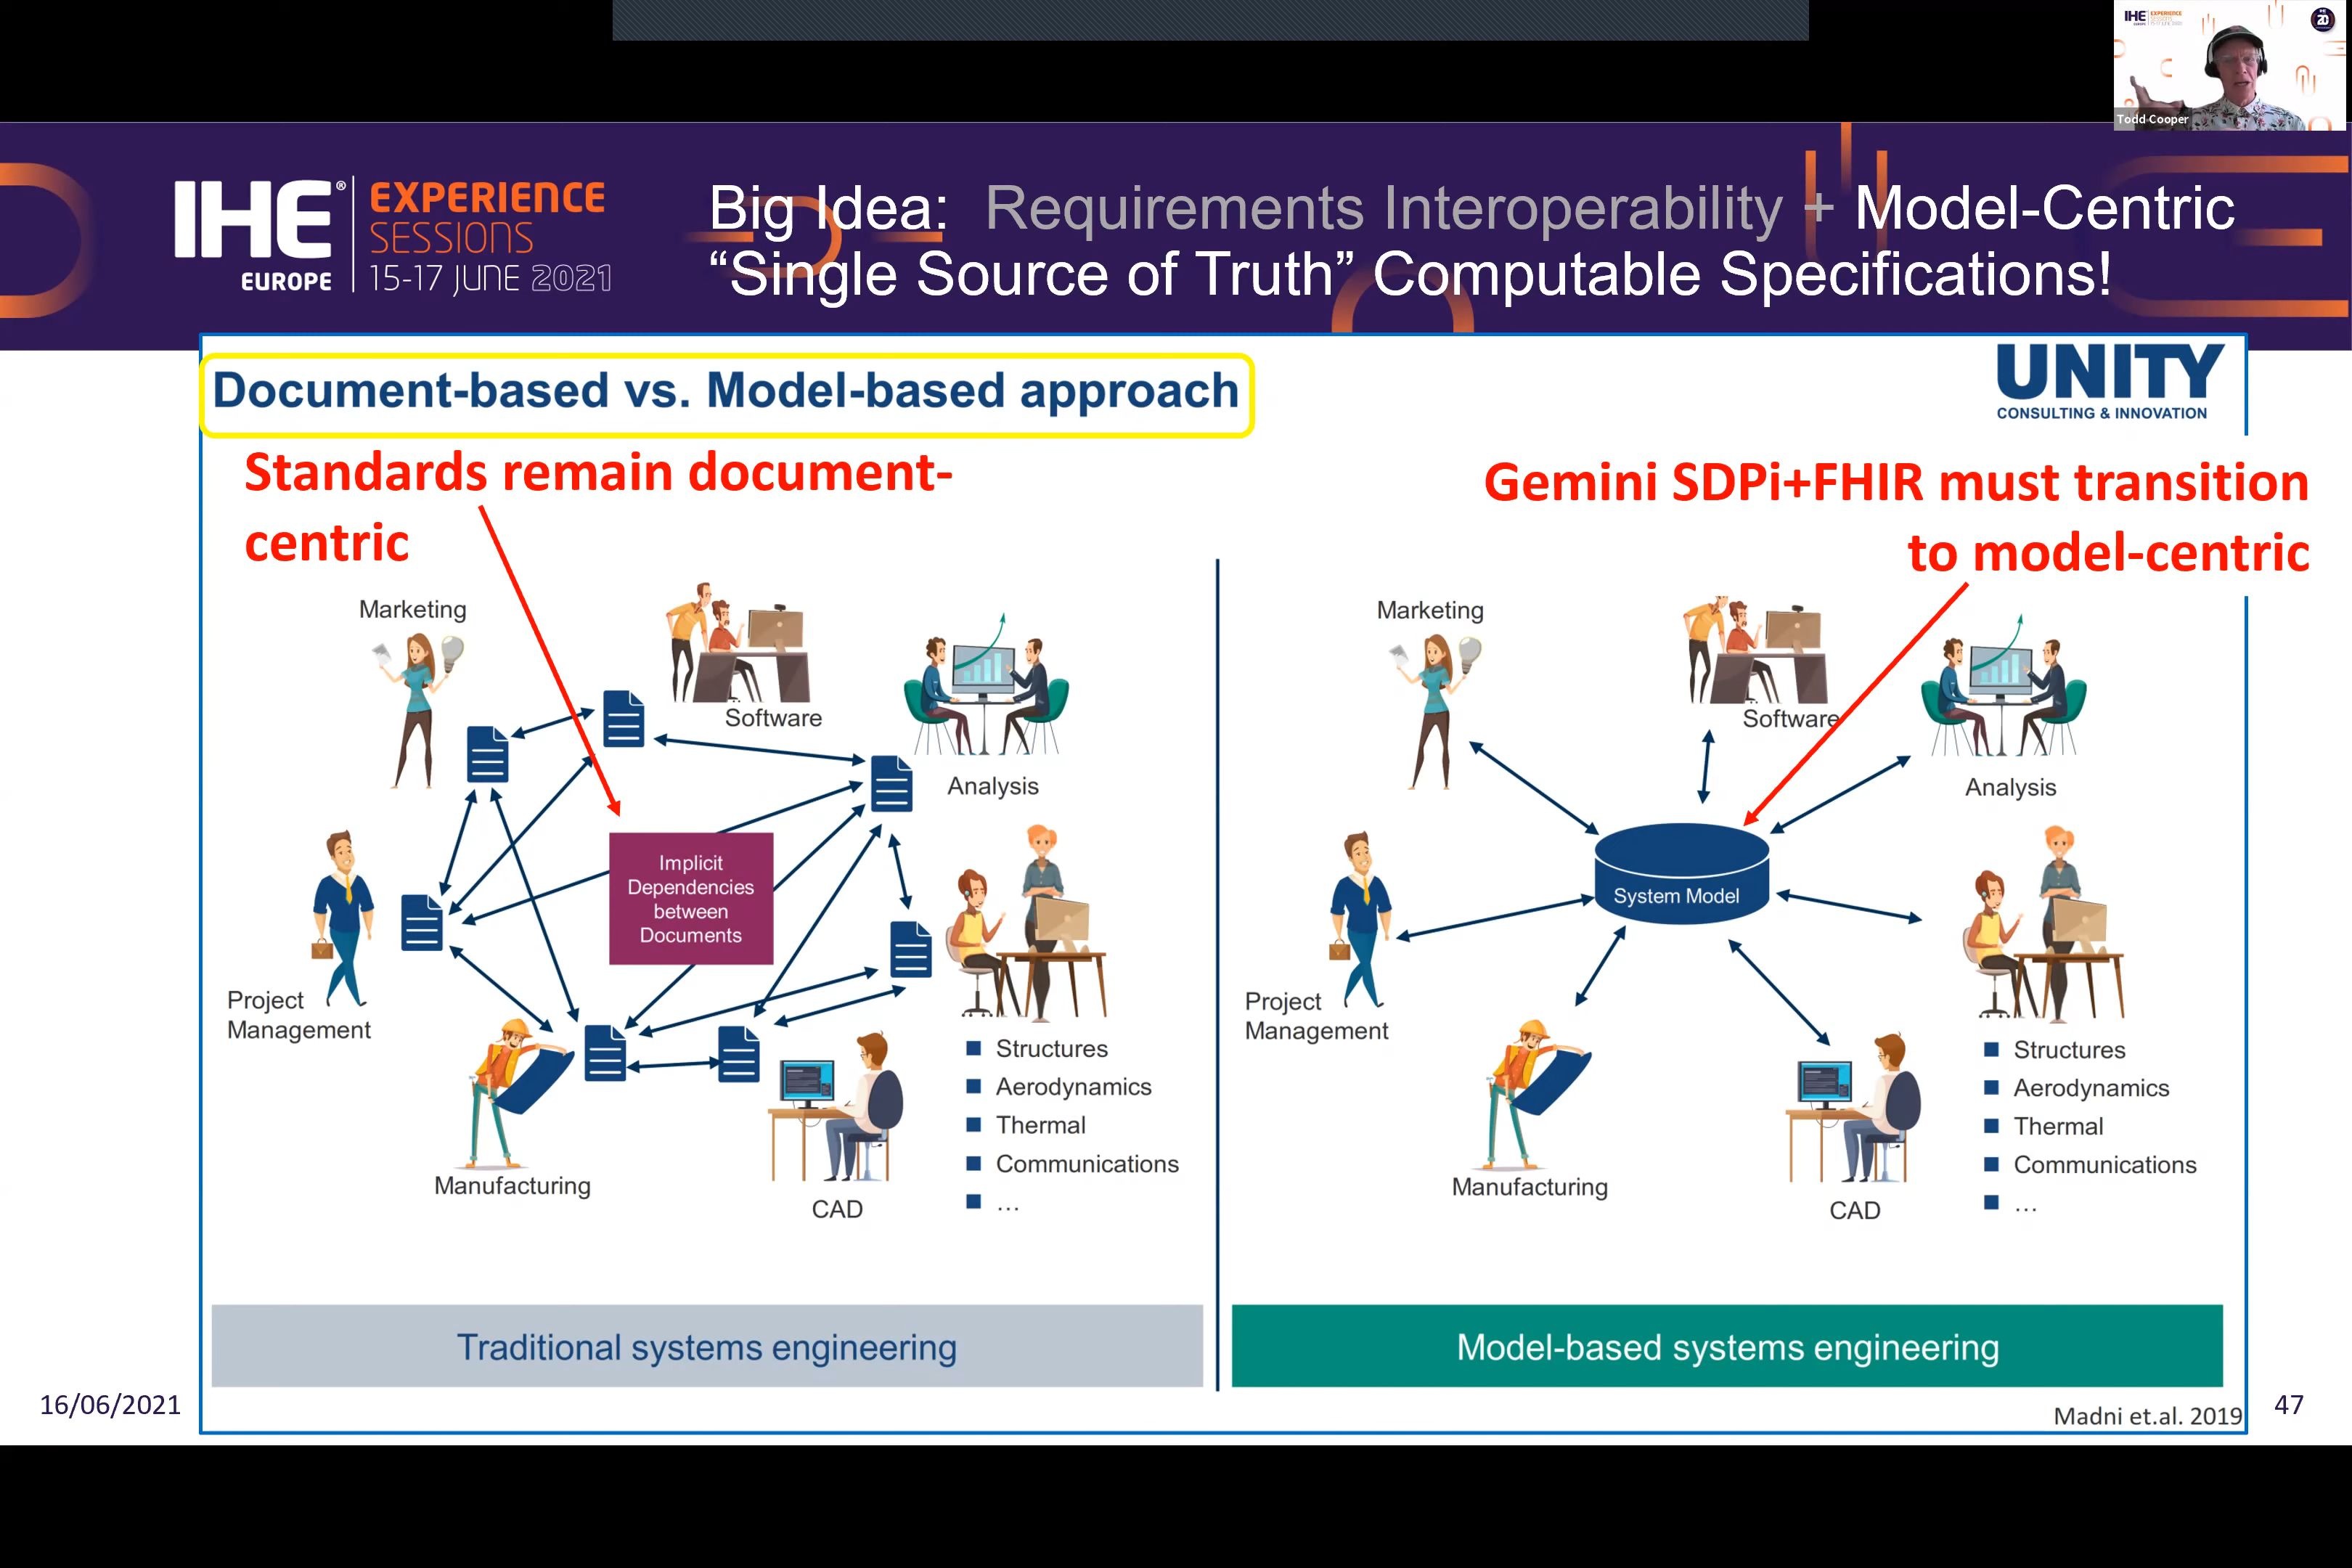 IHE EXPERIENCE
EUROPE
Todd Cooper
IHE® EXPERIENCE
SESSIONS
EUROPE 15-17 JUNE 2021
Big Idea: Requirements Interoperability + Model-Centric
“Single Source of Truth” Computable Specifications!
Document-based vs. Model-based approach
UNITY
CONSULTING & INNOVATION
Standards remain document-
centric
Gemini SDPi+FHIR must transition
to model-centric
Marketing
Software
Analysis
Implicit
Dependencies
between
Documents
Project
Management
Manufacturing
CAD
Structures
Aerodynamics
Thermal
Communications
...
Traditional systems engineering
Marketing
Software
Analysis
System Model
Project
Management
Manufacturing
CAD
Structures
Aerodynamics
Thermal
Communications
...
Model-based systems engineering
16/06/2021
Madni et.al. 2019
47